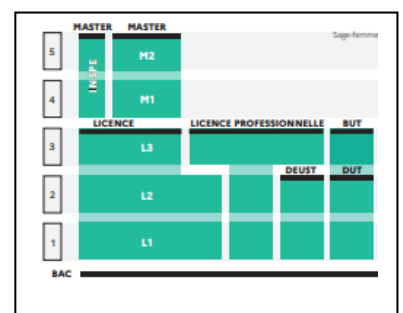 MASTER MASTER
Sage-femme
5
M2
INSPE
4
M1
LICENCE LICENCE PROFESSIONNELLE BUT
3
L3
DEUST DUT
2
L2
1
L1
BAC